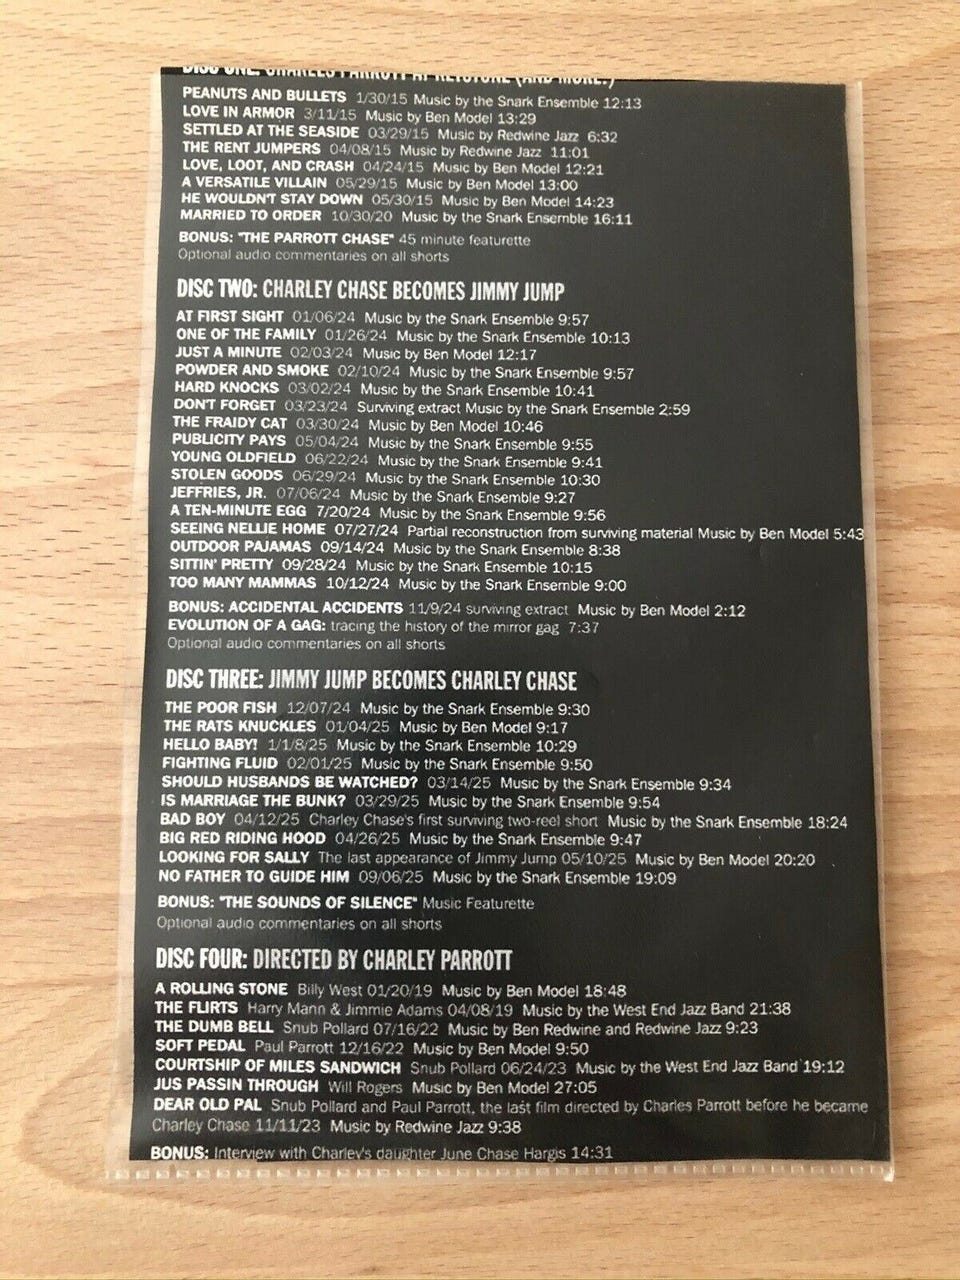 DISC ONE: CHARLES PARROTT AT KEYSTONE (AND MORE!)
PEANUTS AND BULLETS 1/30/15 Music by the Snark Ensemble 12:13
LOVE IN ARMOR 3/11/15 Music by Ben Model 13:29
SETTLED AT THE SEASIDE 03/29/15 Music by Redwine Jazz 6:32
THE RENT JUMPERS 04/08/15 Music by Redwine Jazz 11:01
LOVE, LOOT, AND CRASH 04/24/15 Music by Ben Model 12:21
A VERSATILE VILLAIN 05/29/15 Music by Ben Model 13:00
HE WOULDN'T STAY DOWN 05/30/15 Music by Ben Model 14:23
MARRIED TO ORDER 10/30/20 Music by the Snark Ensemble 16:11
BONUS: "THE PARROTT CHASE" 45 minute featurette
Optional audio commentaries on all shorts
DISC TWO: CHARLEY CHASE BECOMES JIMMY JUMP
AT FIRST SIGHT 01/06/24 Music by the Snark Ensemble 9:57
ONE OF THE FAMILY 01/26/24 Music by the Snark Ensemble 10:13
JUST A MINUTE 02/03/24 Music by Ben Model 12:17
POWDER AND SMOKE 02/10/24 Music by the Snark Ensemble 9:57
HARD KNOCKS 03/02/24 Music by the Snark Ensemble 10:41
DON'T FORGET 03/23/24 Surviving extract Music by the Snark Ensemble 2:59
THE FRAIDY CAT 03/30/24 Music by Ben Model 10:46
PUBLICITY PAYS 05/04/24 Music by the Snark Ensemble 9:55
YOUNG OLDFIELD 06/22/24 Music by the Snark Ensemble 9:41
STOLEN GOODS 06/29/24 Music by the Snark Ensemble 10:30
JEFFRIES, JR. 07/06/24 Music by the Snark Ensemble 9:27
A TEN-MINUTE EGG 7/20/24 Music by the Snark Ensemble 9:56
SEEING NELLIE HOME 07/27/24 Partial reconstruction from surviving material Music by Ben Model 5:43
OUTDOOR PAJAMAS 09/14/24 Music by the Snark Ensemble 8:38
SITTIN' PRETTY 09/28/24 Music by the Snark Ensemble 10:15
TOO MANY MAMMAS 10/12/24 Music by the Snark Ensemble 9:00
BONUS: ACCIDENTAL ACCIDENTS 11/9/24 surviving extract Music by Ben Model 2:12
EVOLUTION OF A GAG: tracing the history of the mirror gag 7:37
Optional audio commentaries on all shorts
DISC THREE: JIMMY JUMP BECOMES CHARLEY CHASE
THE POOR FISH 12/07/24 Music by the Snark Ensemble 9:30
THE RATS KNUCKLES 01/04/25 Music by Ben Model 9:17
HELLO BABY! 1/1/8/25 Music by the Snark Ensemble 10:29
FIGHTING FLUID 02/01/25 Music by the Snark Ensemble 9:50
SHOULD HUSBANDS BE WATCHED? 03/14/25 Music by the Snark Ensemble 9:34
IS MARRIAGE THE BUNK? 03/29/25 Music by the Snark Ensemble 9:54
BAD BOY 04/12/25 Charley Chase's first surviving two-reel short Music by the Snark Ensemble 18:24
BIG RED RIDING HOOD 04/26/25 Music by the Snark Ensemble 9:47
LOOKING FOR SALLY The last appearance of Jimmy Jump 05/10/25 Music by Ben Model 20:20
NO FATHER TO GUIDE HIM 09/06/25 Music by the Snark Ensemble 19:09
BONUS: "THE SOUNDS OF SILENCE" Music Featurette
Optional audio commentaries on all shorts
DISC FOUR: DIRECTED BY CHARLEY PARROTT
A ROLLING STONE Billy West 01/20/19 Music by Ben Model 18:48
THE FLIRTS Harry Mann & Jimmie Adams 04/08/19 Music by the West End Jazz Band 21:38
THE DUMB BELL Snub Pollard 07/16/22 Music by Ben Redwine and Redwine Jazz 9:23
SOFT PEDAL Paul Parrott 12/16/22 Music by Ben Model 9:50
COURTSHIP OF MILES SANDWICH Snub Pollard 06/24/23 Music by the West End Jazz Band 19:12
JUS PASSIN THROUGH Will Rogers Music by Ben Model 27:05
DEAR OLD PAL Snub Pollard and Paul Parrott, the last film directed by Charles Parrott before he became
Charley Chase 11/11/23 Music by Redwine Jazz 9:38
BONUS: Interview with Charley's daughter June Chase Hargis 14:31